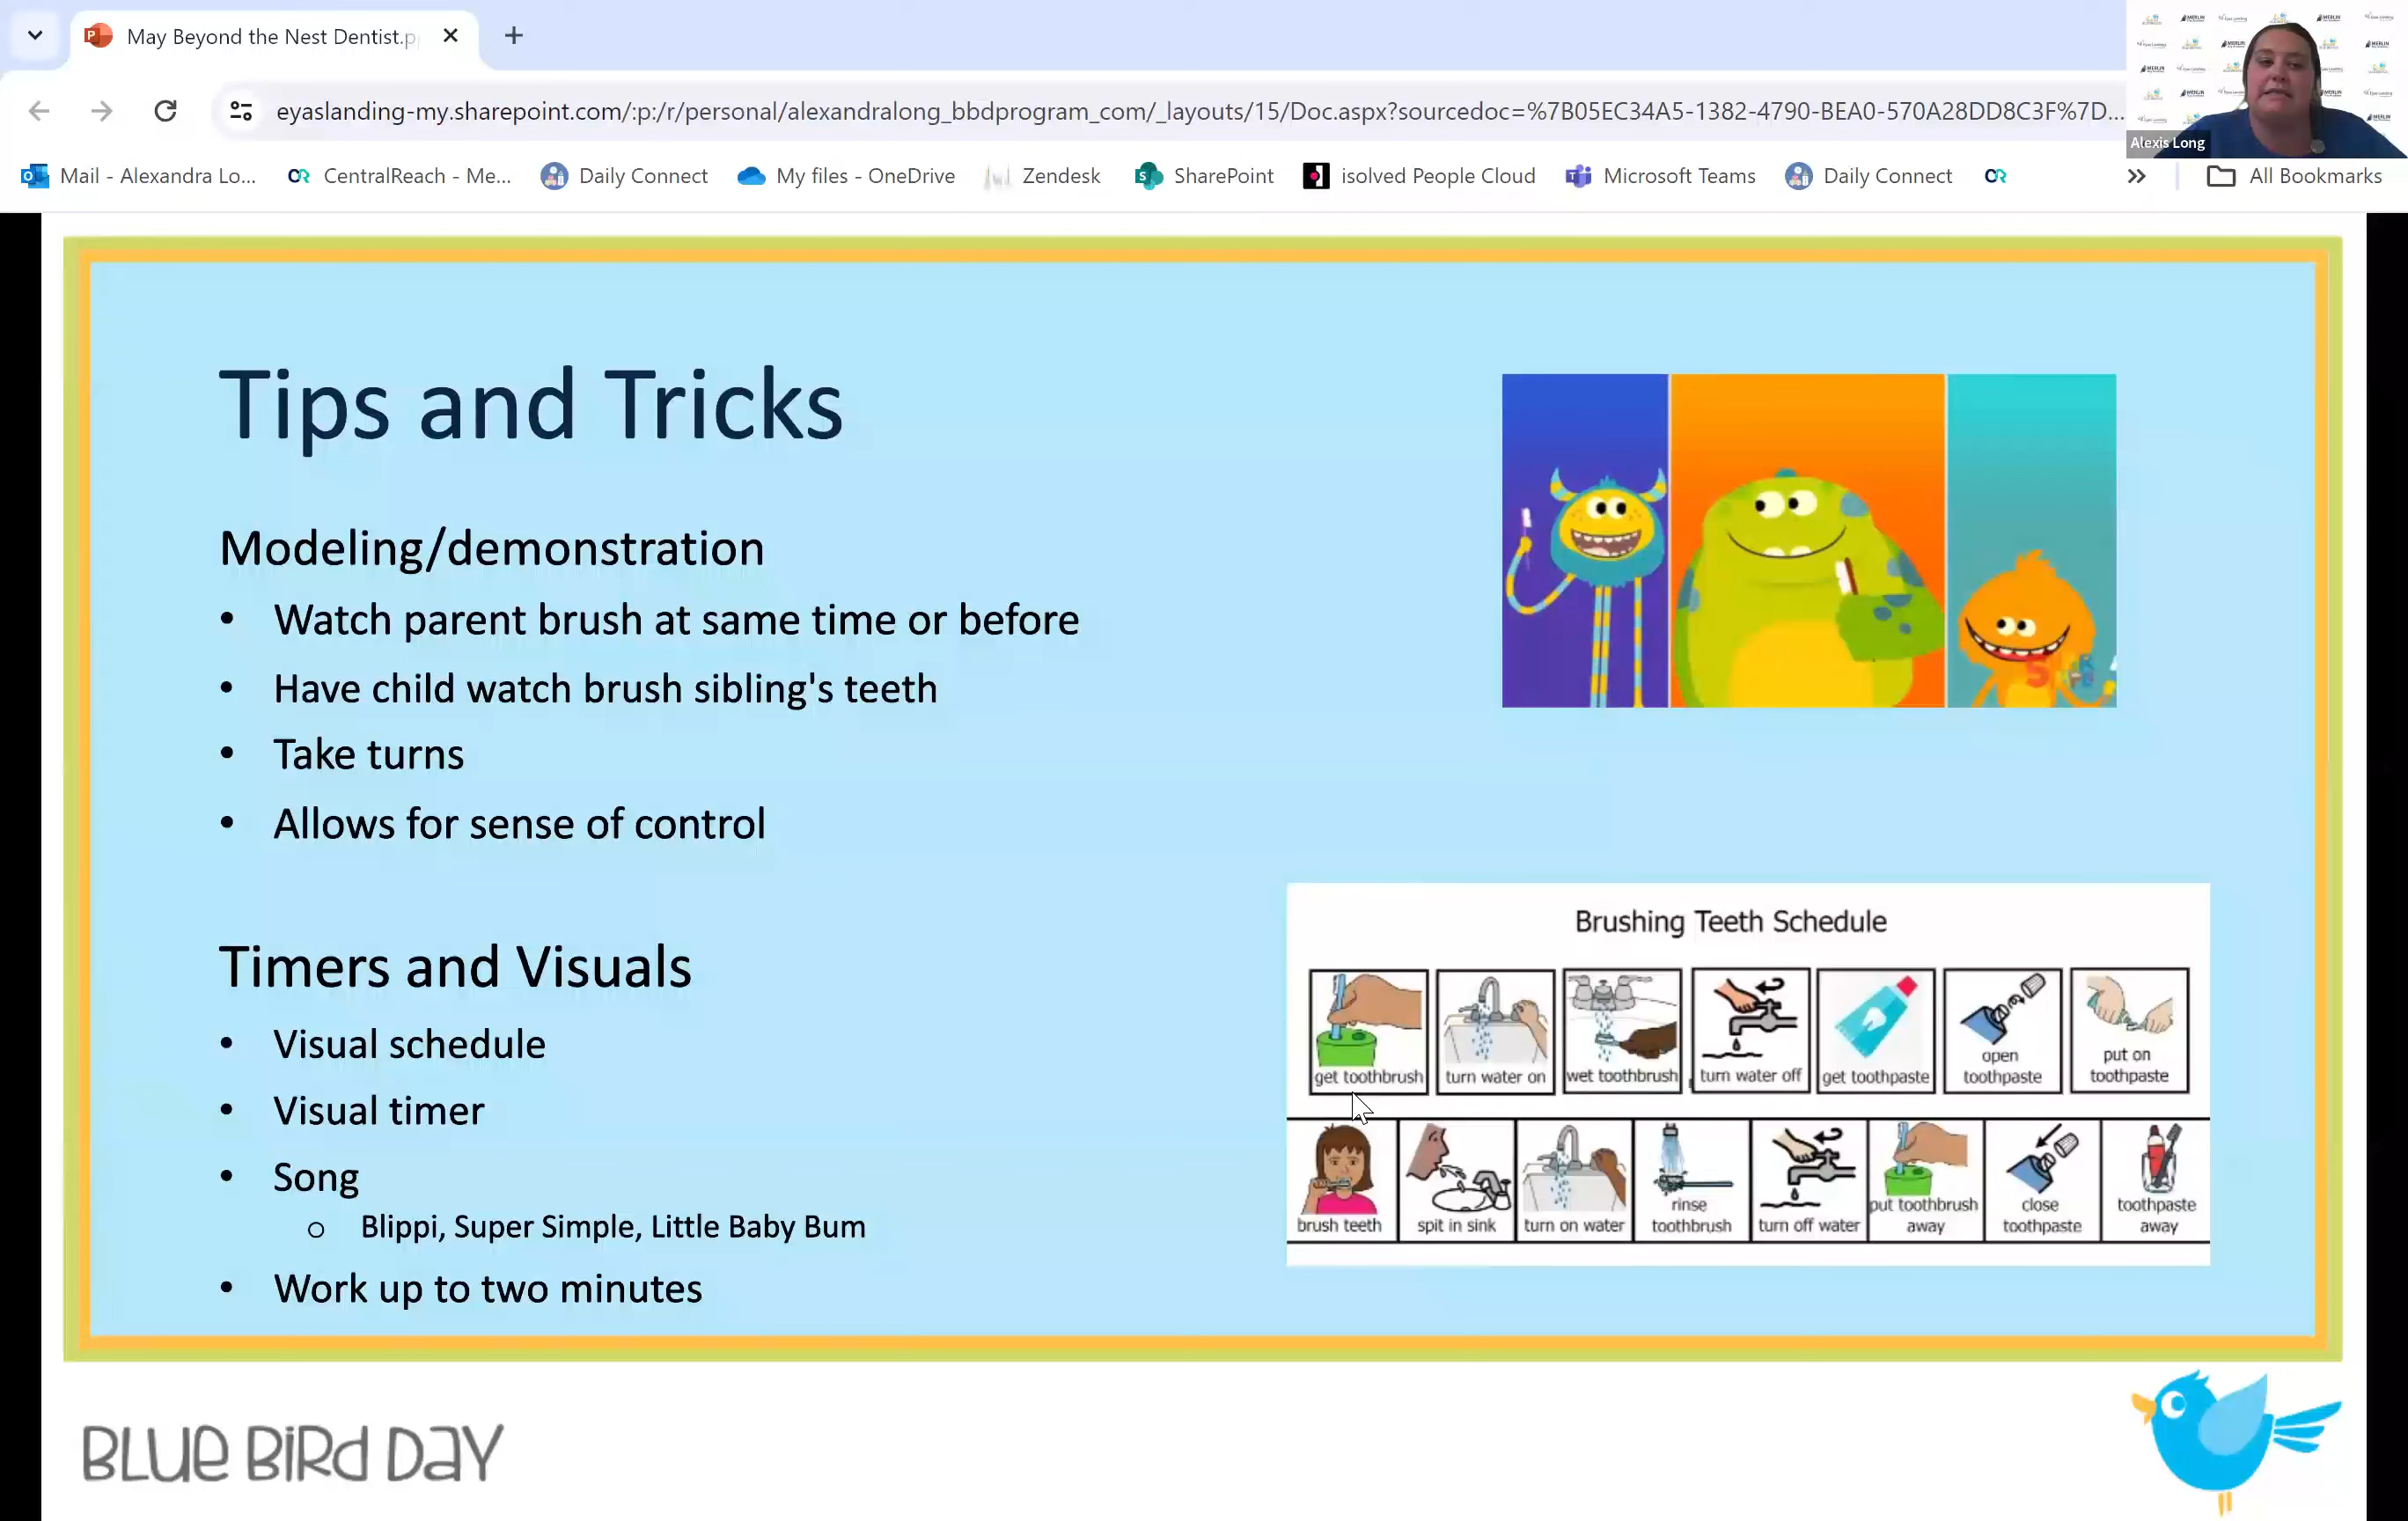 May Beyond the Nest Dentist.p
eyaslanding-my.sharepoint.com/:p:/r/personal/alexandralong_bbdprogram_com/_layouts/15/Doc.aspx?sourcedoc=%7B05EC34A5-1382-4790-BEA0-570A28DD8C3F%7D...
Alexis Long
Mail - Alexandra Lo...
CentralReach - Me...
Daily Connect
My files - OneDrive
Zendesk
SharePoint
isolved People Cloud
Microsoft Teams
Daily Connect
All Bookmarks
Tips and Tricks
Modeling/demonstration
• Watch parent brush at same time or before
• Have child watch brush sibling's teeth
• Take turns
• Allows for sense of control
Timers and Visuals
• Visual schedule
• Visual timer
• Song
o Blippi, Super Simple, Little Baby Bum
• Work up to two minutes
Brushing Teeth Schedule
get toothbrush
turn water on
wet toothbrush
turn water off
get toothpaste
open
toothpaste
put on
toothpaste
brush teeth
spit in sink
turn on water
rinse
toothbrush
turn off water
put toothbrush
away
close
toothpaste
toothpaste
away
BLUE BIRD DAY